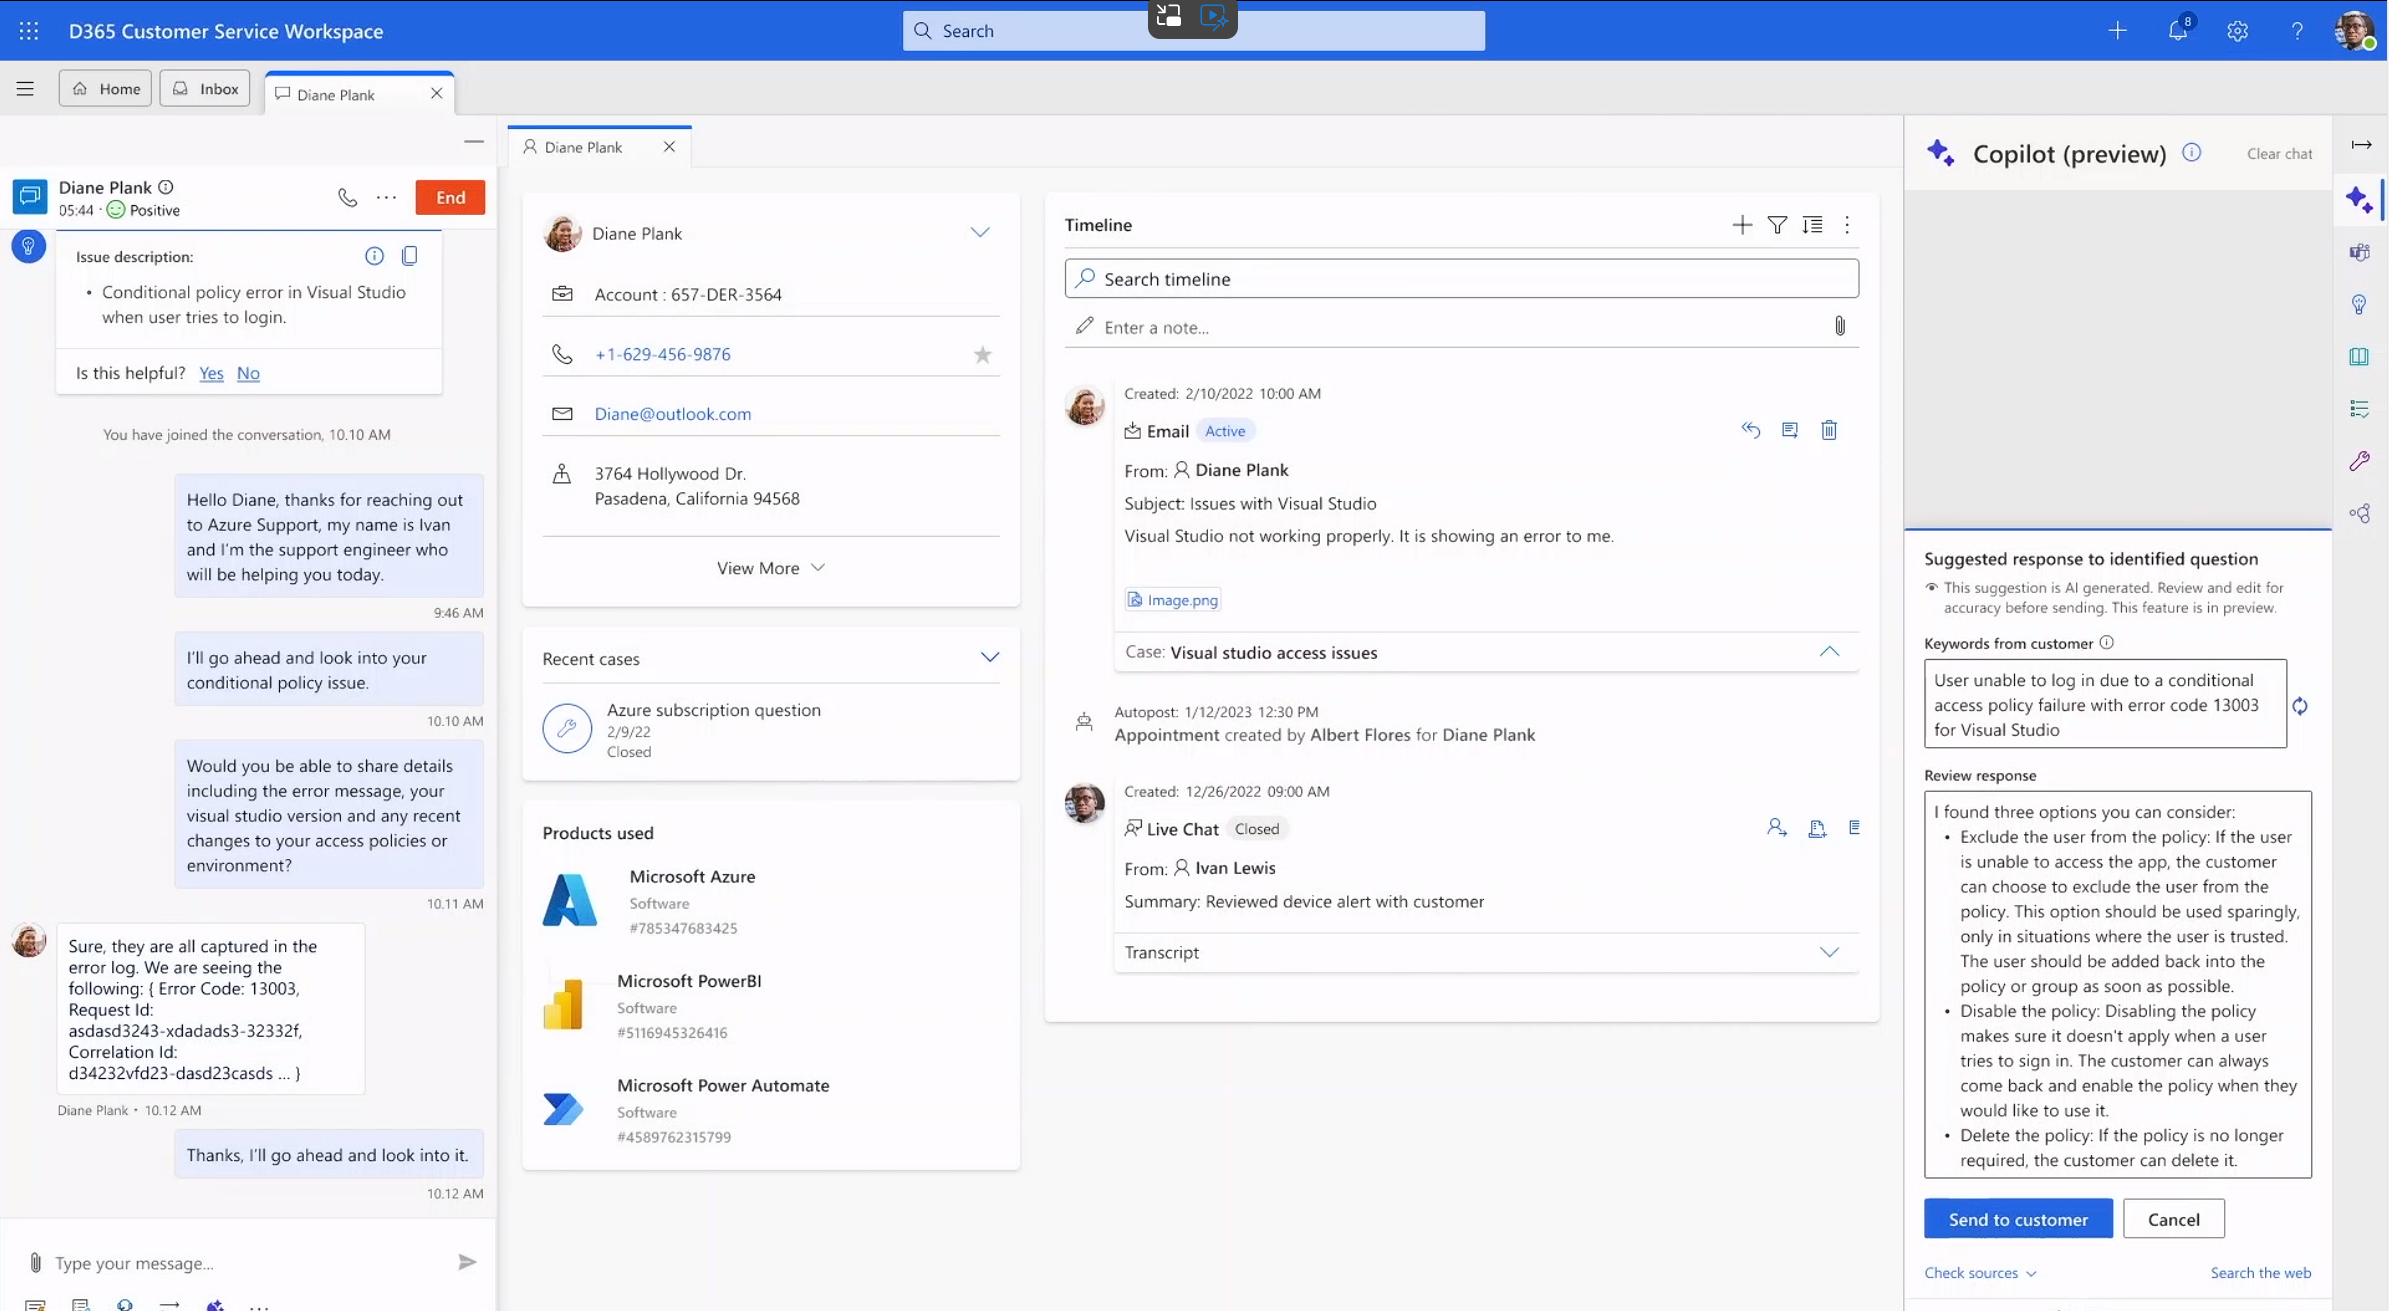 D365 Customer Service Workspace
Search
8
Home
Inbox
Diane Plank
Diane Plank
05:44 · Positive
End
Issue description:
• Conditional policy error in Visual Studio
when user tries to login.
Is this helpful? Yes No
You have joined the conversation, 10.10 AM
Hello Diane, thanks for reaching out
to Azure Support, my name is Ivan
and I'm the support engineer who
will be helping you today.
9:46 AM
I'll go ahead and look into your
conditional policy issue.
10.10 AM
Would you be able to share details
including the error message, your
visual studio version and any recent
changes to your access policies or
environment?
10.11 AM
Sure, they are all captured in the
error log. We are seeing the
following: { Error Code: 13003,
Request Id:
asdasd3243-xdadads3-32332f,
Correlation Id:
d34232vfd23-dasd23casds ... }
Diane Plank • 10.12 AM
Thanks, I'll go ahead and look into it.
10.12 AM
Type your message...
Diane Plank
Diane Plank
Account : 657-DER-3564
+1-629-456-9876
Diane@outlook.com
3764 Hollywood Dr.
Pasadena, California 94568
View More
Recent cases
Azure subscription question
2/9/22
Closed
Products used
Microsoft Azure
Software
#785347683425
Microsoft PowerBI
Software
#5116945326416
Microsoft Power Automate
Software
#4589762315799
Timeline
Search timeline
Enter a note...
Created: 2/10/2022 10:00 AM
Email Active
From: Diane Plank
Subject: Issues with Visual Studio
Visual Studio not working properly. It is showing an error to me.
Image.png
Case: Visual studio access issues
Autopost: 1/12/2023 12:30 PM
Appointment created by Albert Flores for Diane Plank
Created: 12/26/2022 09:00 AM
Live Chat Closed
From: Ivan Lewis
Summary: Reviewed device alert with customer
Transcript
Copilot (preview)
Clear chat
Suggested response to identified question
This suggestion is AI generated. Review and edit for
accuracy before sending. This feature is in preview.
Keywords from customer
User unable to log in due to a conditional
access policy failure with error code 13003
for Visual Studio
Review response
I found three options you can consider:
• Exclude the user from the policy: If the user
is unable to access the app, the customer
can choose to exclude the user from the
policy. This option should be used sparingly,
only in situations where the user is trusted.
The user should be added back into the
policy or group as soon as possible.
• Disable the policy: Disabling the policy
makes sure it doesn't apply when a user
tries to sign in. The customer can always
come back and enable the policy when they
would like to use it.
• Delete the policy: If the policy is no longer
required, the customer can delete it.
Send to customer
Cancel
Check sources
Search the web